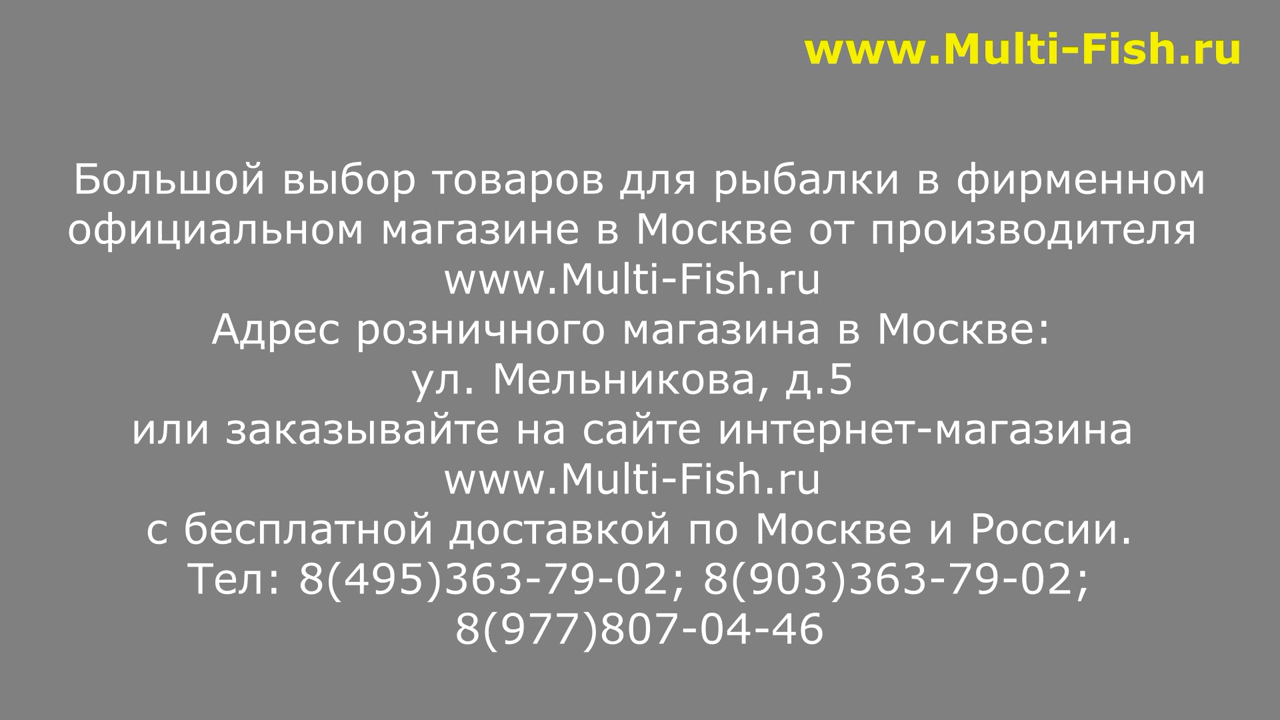 www.Multi-Fish.ru
Большой выбор товаров для рыбалки в фирменном
официальном магазине в Москве от производителя
www.Multi-Fish.ru
Адрес розничного магазина в Москве:
ул. Мельникова, д.5
или заказывайте на сайте интернет-магазина
www.Multi-Fish.ru
с бесплатной доставкой по Москве и России.
Тел: 8(495)363-79-02; 8(903)363-79-02;
8(977)807-04-46